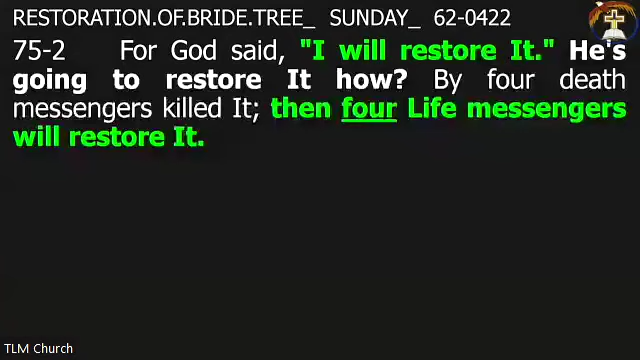 RESTORATION.OF.BRIDE.TREE_ SUNDAY_ 62-0422
75-2 For God said, "I will restore It." He's
going to restore It how? By four death
messengers killed It; then four Life messengers
will restore It.
TLM Church